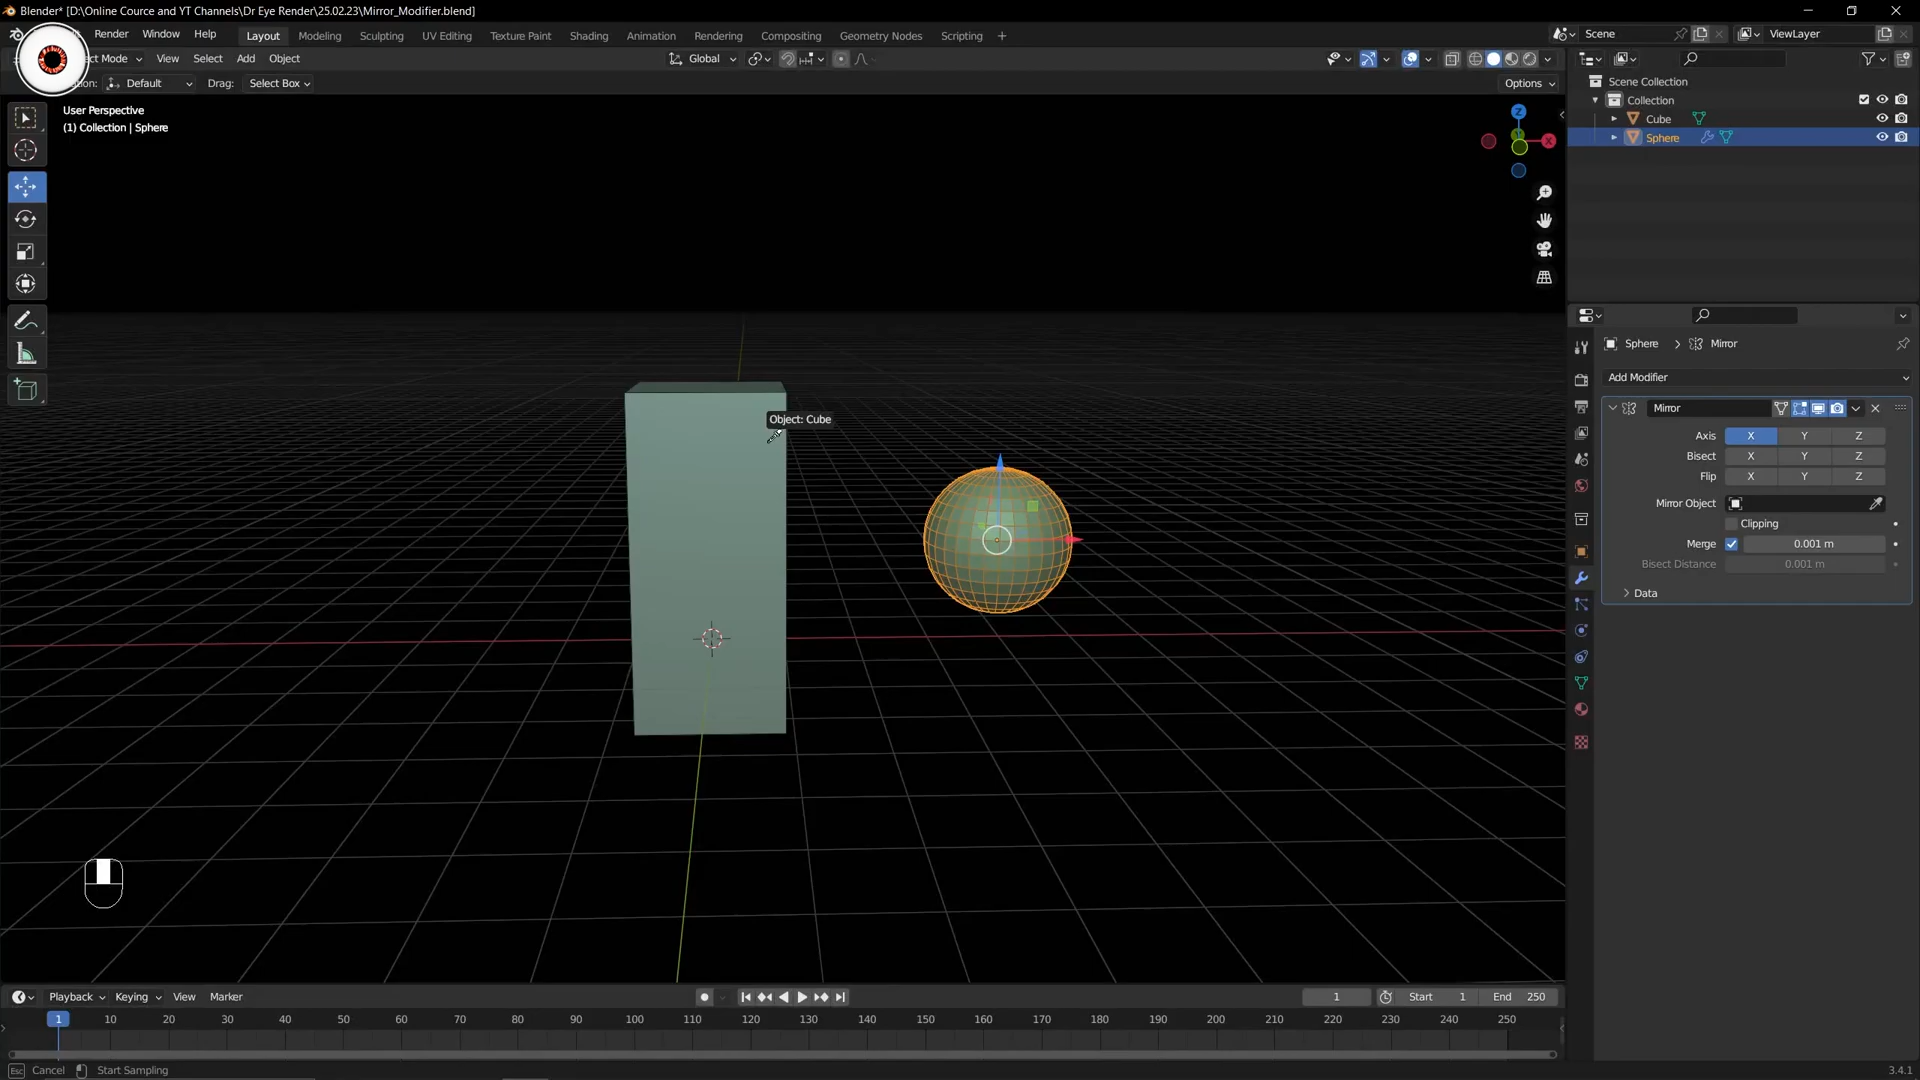 Blender* [D:\Online Cource and YT Channels\Dr Eye Render\25.02.23\Mirror_Modifier.blend]
Render Window Help Layout Modeling Sculpting UV Editing Texture Paint Shading Animation Rendering Compositing Geometry Nodes Scripting + Scene ViewLayer
ct Mode View Select Add Object Global
Default Drag: Select Box Options
Scene Collection
Collection
Cube
Sphere
User Perspective
(1) Collection | Sphere
Z
X
Object: Cube
Sphere > Mirror
Add Modifier
Mirror
Axis X Y Z
Bisect X Y Z
Flip X Y Z
Mirror Object
Clipping
Merge 0.001 m
Bisect Distance 0.001 m
Data
Playback Keying View Marker 1 Start 1 End 250
1 10 20 30 40 50 60 70 80 90 100 110 120 130 140 150 160 170 180 190 200 210 220 230 240 250
Esc Cancel Start Sampling 3.4.1